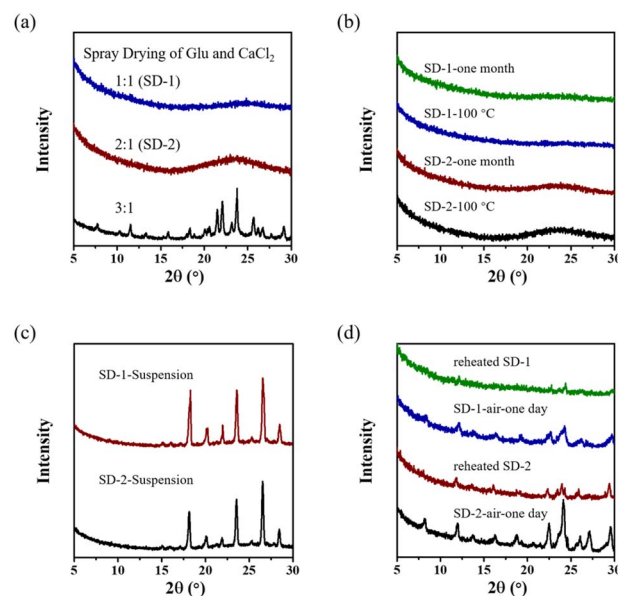 (a)
Spray Drying of Glu and CaCl₂
1:1 (SD-1)
2:1 (SD-2)
3:1
Intensity
5 10 15 20 25 30
2θ (°)
(b)
SD-1-one month
SD-1-100 °C
SD-2-one month
SD-2-100 °C
Intensity
5 10 15 20 25 30
2θ (°)
(c)
SD-1-Suspension
SD-2-Suspension
Intensity
5 10 15 20 25 30
2θ (°)
(d)
reheated SD-1
SD-1-air-one day
reheated SD-2
SD-2-air-one day
Intensity
5 10 15 20 25 30
2θ (°)